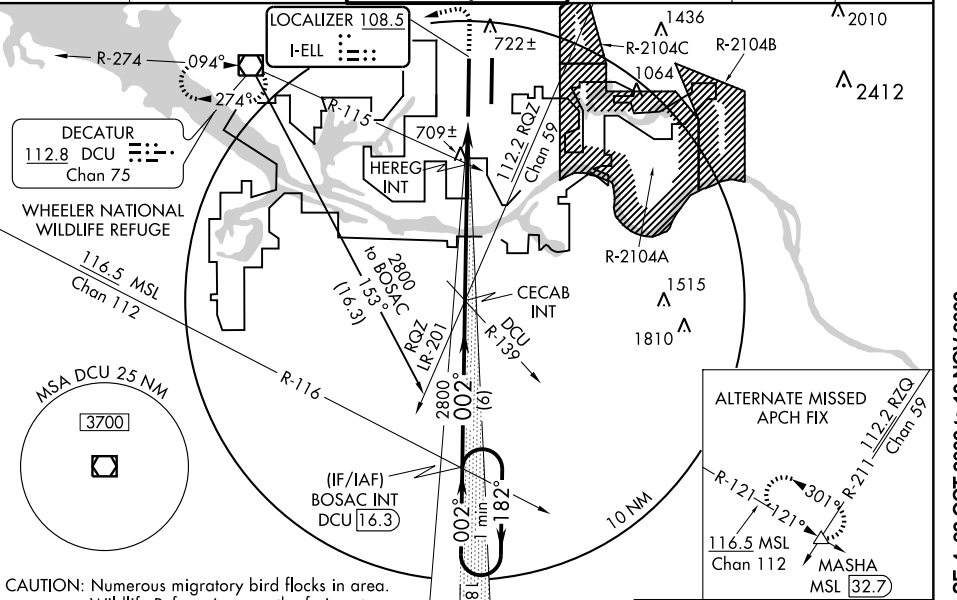 LOCALIZER 108.5
I-ELL
722±
1436
2010
R-2104C
R-2104B
1064
2412
R-274
094°
274°
R-115
DECATUR
112.8 DCU
Chan 75
709±
HEREG
INT
112.2 RQZ
Chan 59
WHEELER NATIONAL
WILDLIFE REFUGE
R-2104A
116.5 MSL
Chan 112
2800
to BOSAC
153°
(16.3)
CECAB
INT
1515
1810
RQZ
LR-201
DCU
R-139
R-116
MSA DCU 25 NM
3700
2800
002°
(6)
ALTERNATE MISSED
APCH FIX
112.2 RZQ
Chan 59
R-211
R-121
301°
121°
116.5 MSL
Chan 112
MASHA
MSL 32.7
(IF/IAF)
BOSAC INT
DCU 16.3
002°
1 min
182°
10 NM
CAUTION: Numerous migratory bird flocks in area.